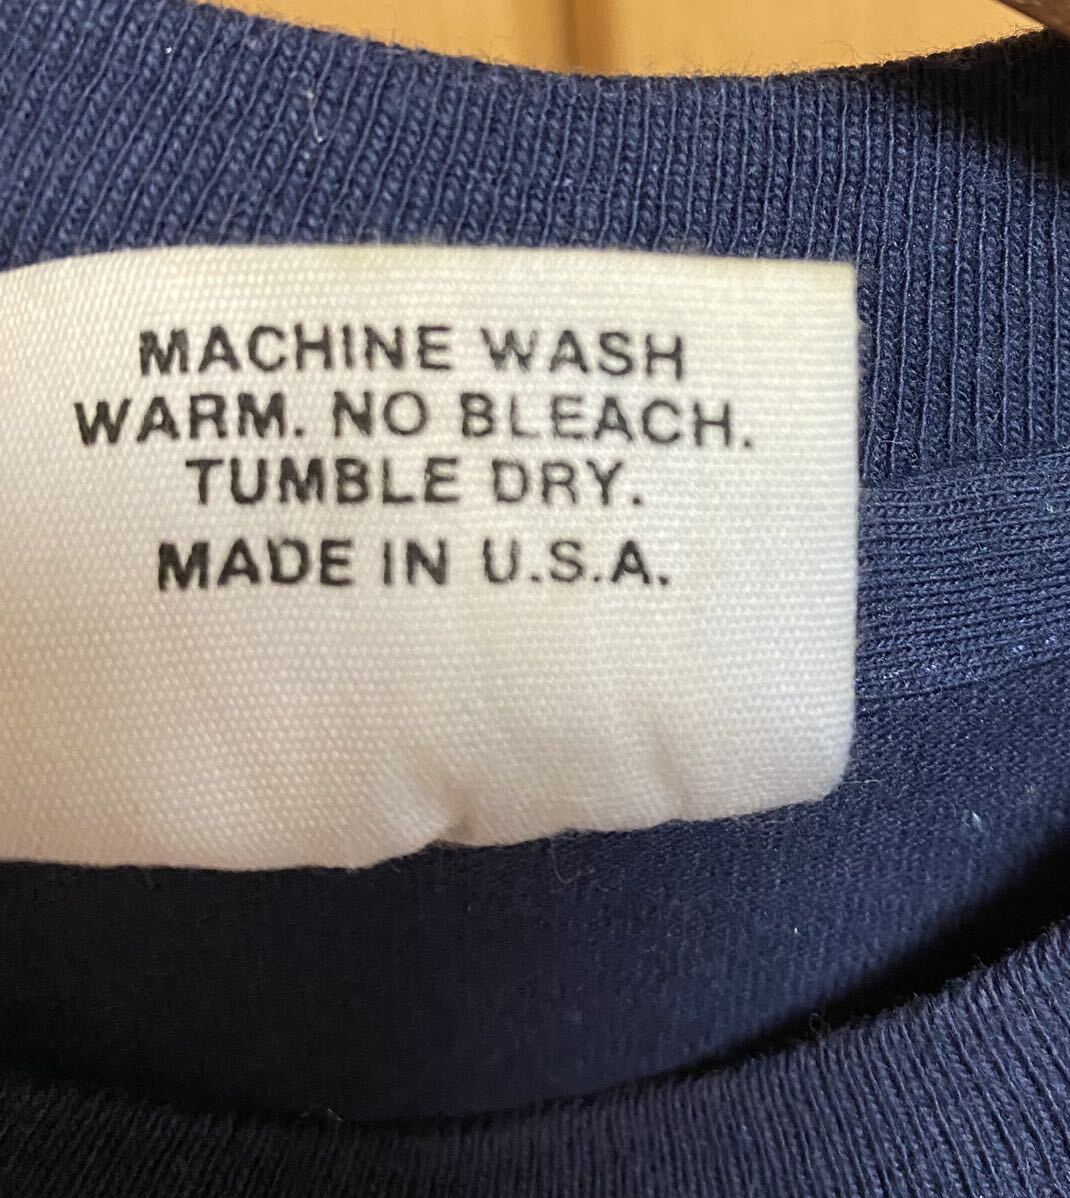 MACHINE WASH
WARM. NO BLEACH.
TUMBLE DRY.
MADE IN U.S.A.